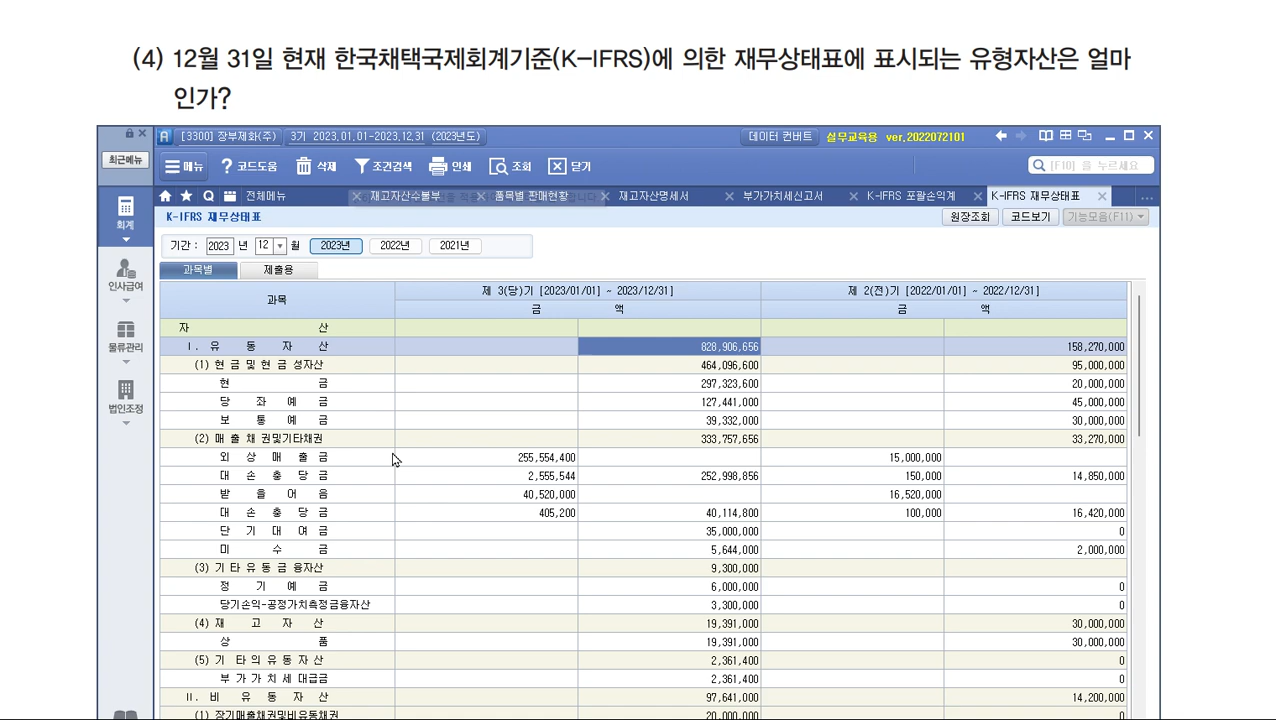 (4) 12월 31일 현재 한국채택국제회계기준(K-IFRS)에 의한 재무상태표에 표시되는 유형자산은 얼마
인가?
[3300] 장부제화(주) 3기 2023.01.01-2023.12.31 (2023년도) 데이터 컨버트 실무교육용 ver.2022072101
최근메뉴 메뉴 ? 코드도움 삭제 조건검색 인쇄 조회 닫기 [F10] 을 누르세요
전체메뉴 재고자산수불부 품목별 판매현황 재고자산명세서 부가가치세신고서 K-IFRS 포괄손익계 K-IFRS 재무상태표 ...
K-IFRS 재무상태표 원장조회 코드보기 기능모음(F11)
회계
인사급여
물류관리
법인조정
기간 : 2023 년 12 월 2023년 2022년 2021년
과목별 제출용
과목 제 3(당)기 [2023/01/01] ~ 2023/12/31] 제 2(전)기 [2022/01/01] ~ 2022/12/31]
금 액 금 액
자 산
I. 유 동 자 산 828,906,656 158,270,000
(1) 현 금 및 현 금 성자산 464,096,600 95,000,000
현 금 297,323,600 20,000,000
당 좌 예 금 127,441,000 45,000,000
보 통 예 금 39,332,000 30,000,000
(2) 매 출 채 권및기타채권 333,757,656 33,270,000
외 상 매 출 금 255,554,400 15,000,000
대 손 충 당 금 2,555,544 252,998,856 150,000 14,850,000
받 을 어 음 40,520,000 16,520,000
대 손 충 당 금 405,200 40,114,800 100,000 16,420,000
단 기 대 여 금 35,000,000 0
미 수 금 5,644,000 2,000,000
(3) 기 타 유 동 금 융자산 9,300,000
정 기 예 금 6,000,000 0
당기손익-공정가치측정금융자산 3,300,000 0
(4) 재 고 자 산 19,391,000 30,000,000
상 품 19,391,000 30,000,000
(5) 기 타의 유 동 자 산 2,361,400 0
부 가 가 치 세 대급금 2,361,400 0
II. 비 유 동 자 산 97,641,000 14,200,000
(1) 장기매출채권및비유동채권 20,000,000 0